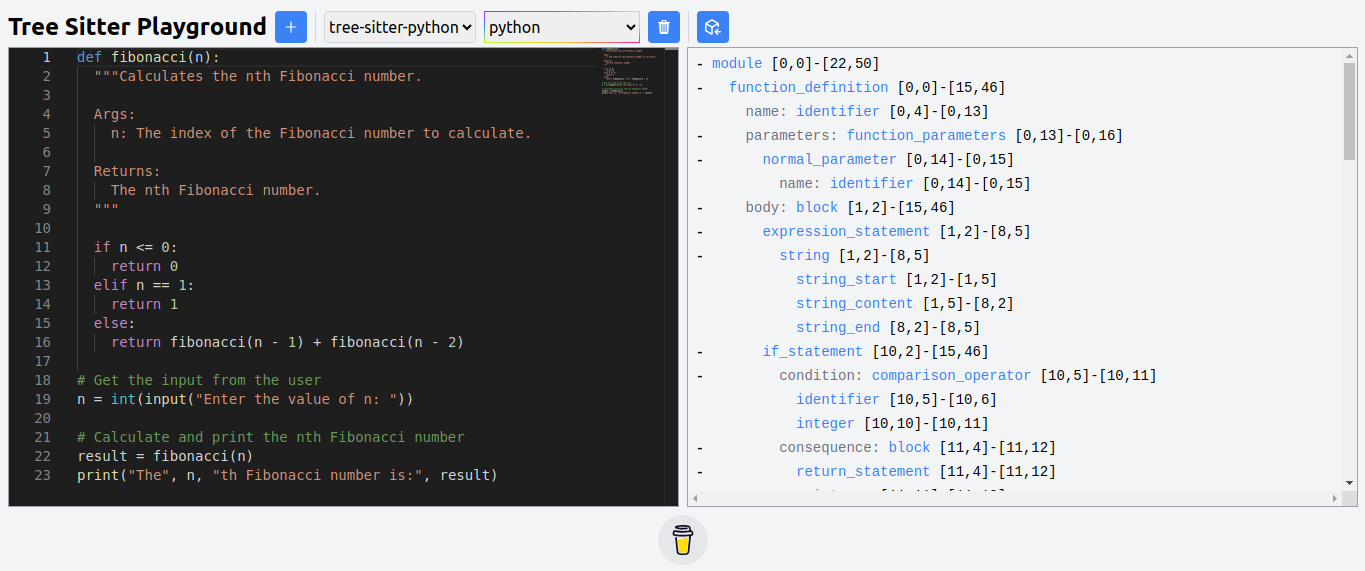 Tree Sitter Playground + tree-sitter-python python
1 def fibonacci(n):
2 """Calculates the nth Fibonacci number.
3
4 Args:
5 n: The index of the Fibonacci number to calculate.
6
7 Returns:
8 The nth Fibonacci number.
9 """
10
11 if n <= 0:
12 return 0
13 elif n == 1:
14 return 1
15 else:
16 return fibonacci(n - 1) + fibonacci(n - 2)
17
18 # Get the input from the user
19 n = int(input("Enter the value of n: "))
20
21 # Calculate and print the nth Fibonacci number
22 result = fibonacci(n)
23 print("The", n, "th Fibonacci number is:", result)
- module [0,0]-[22,50]
- function_definition [0,0]-[15,46]
name: identifier [0,4]-[0,13]
- parameters: function_parameters [0,13]-[0,16]
- normal_parameter [0,14]-[0,15]
name: identifier [0,14]-[0,15]
- body: block [1,2]-[15,46]
- expression_statement [1,2]-[8,5]
- string [1,2]-[8,5]
string_start [1,2]-[1,5]
string_content [1,5]-[8,2]
string_end [8,2]-[8,5]
- if_statement [10,2]-[15,46]
- condition: comparison_operator [10,5]-[10,11]
identifier [10,5]-[10,6]
integer [10,10]-[10,11]
- consequence: block [11,4]-[11,12]
- return_statement [11,4]-[11,12]